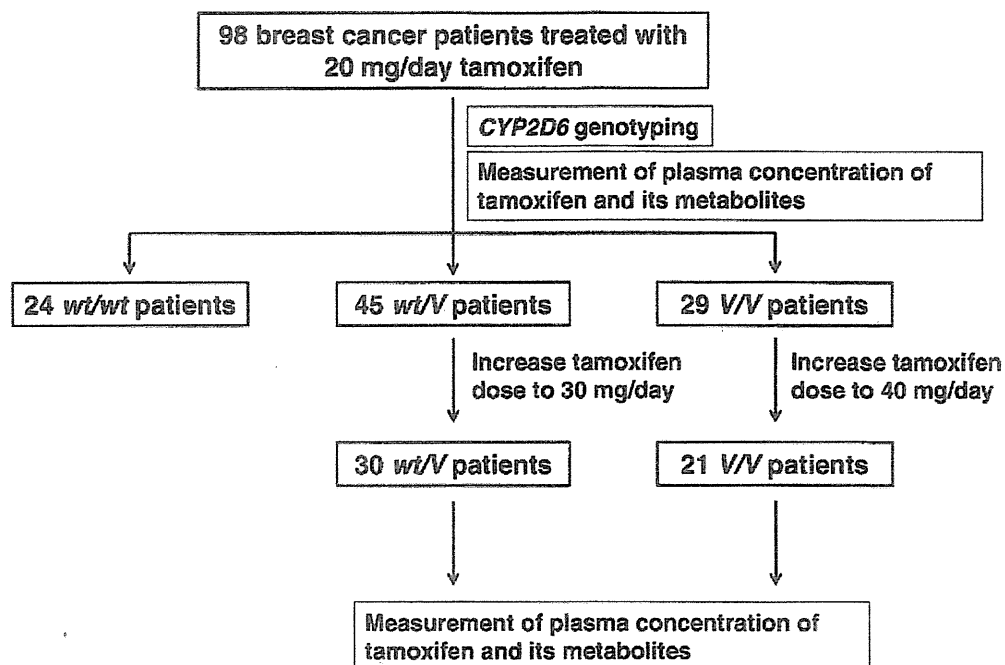 98 breast cancer patients treated with
20 mg/day tamoxifen
CYP2D6 genotyping
Measurement of plasma concentration of
tamoxifen and its metabolites
24 wt/wt patients
45 wt/V patients
29 V/V patients
Increase tamoxifen
dose to 30 mg/day
Increase tamoxifen
dose to 40 mg/day
30 wt/V patients
21 V/V patients
Measurement of plasma concentration of
tamoxifen and its metabolites